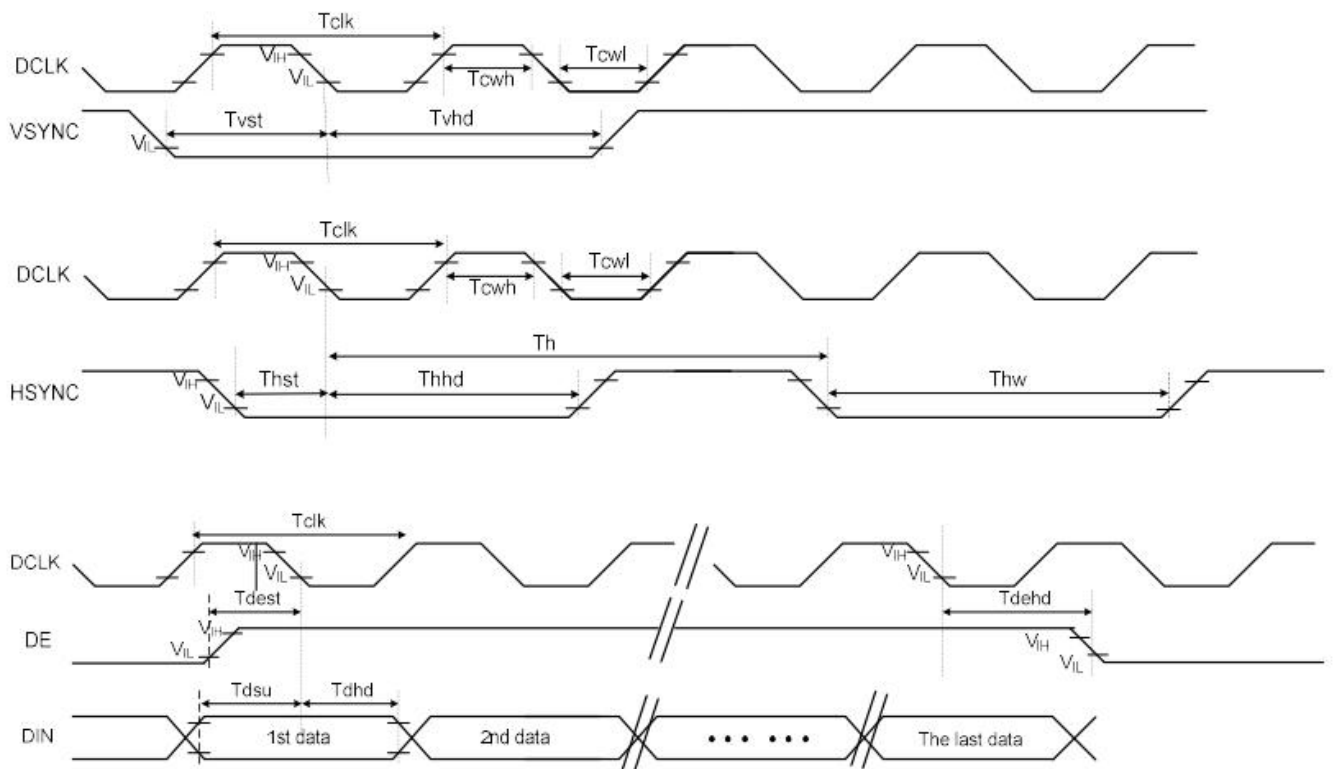 Tclk
DCLK VIH VIL Tcwh Tcwl
VSYNC VIL Tvst Tvhd
Tclk
DCLK VIH VIL Tcwh Tcwl
Th
HSYNC VIH VIL Thst Thhd Thw
Tclk
DCLK VIH VIL VIH VIL
Tdest Tdehd
DE VIH VIL VIH VIL
Tdsu Tdhd
DIN 1st data 2nd data • • • • • • The last data